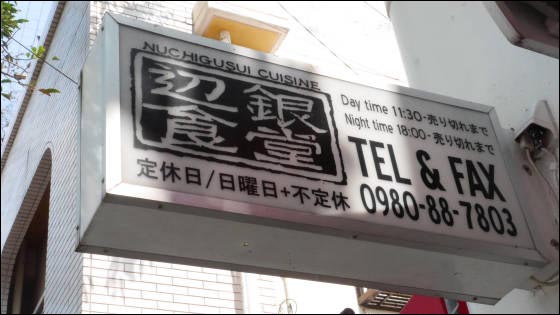 NUCHIGUSUI CUISINE
辺銀
食堂
定休日/日曜日+不定休
Day time 11:30-売り切れまで
Night time 18:00-売り切れまで
TEL & FAX
0980-88-7803